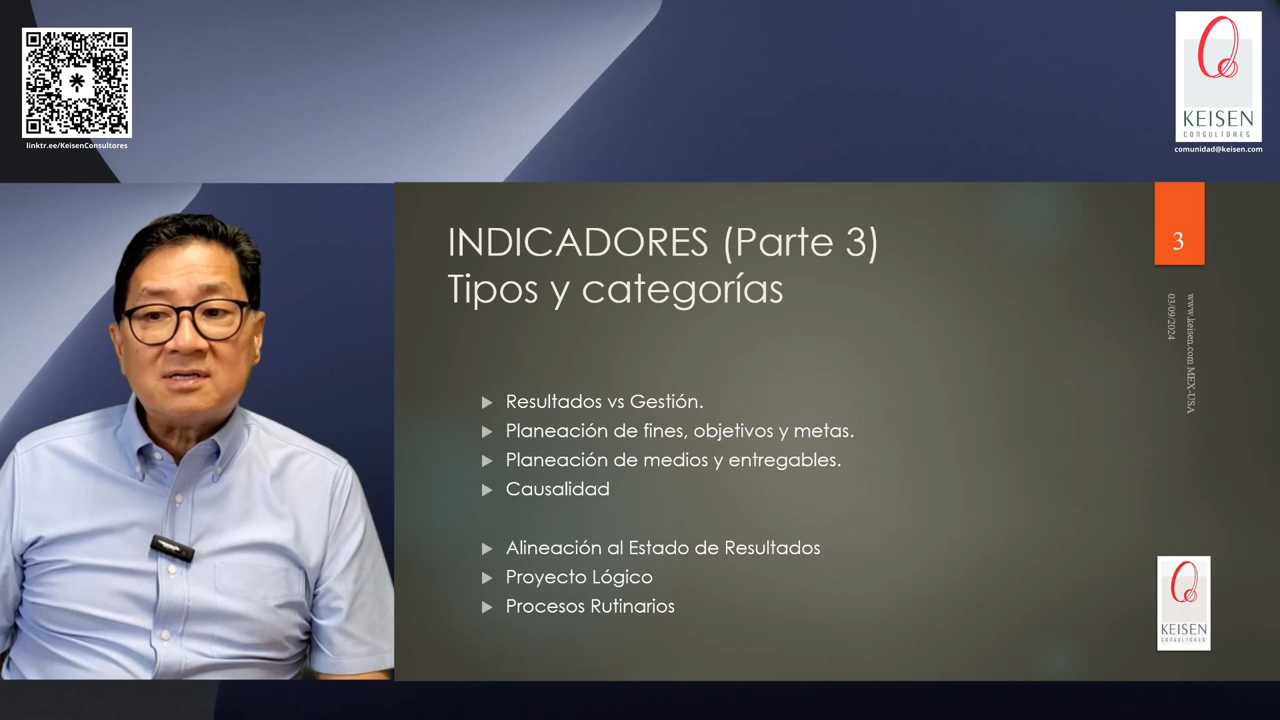 linktr.ee/KeisenConsultores
KEISEN
CONSULTORES
comunidad@keisen.com
INDICADORES (Parte 3)
Tipos y categorías
3
www.keisen.com MEX-USA
03/09/2024
Resultados vs Gestión.
Planeación de fines, objetivos y metas.
Planeación de medios y entregables.
Causalidad
Alineación al Estado de Resultados
Proyecto Lógico
Procesos Rutinarios
KEISEN
CONSULTORES